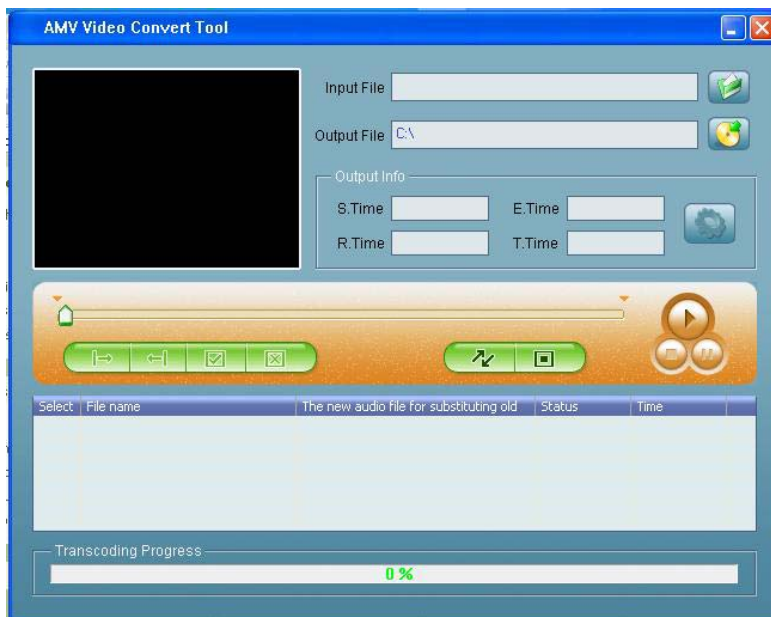 AMV Video Convert Tool
Input File
Output File C:\
Output Info
S.Time E.Time
R.Time T.Time
Select File name The new audio file for substituting old Status Time
Transcoding Progress
0 %